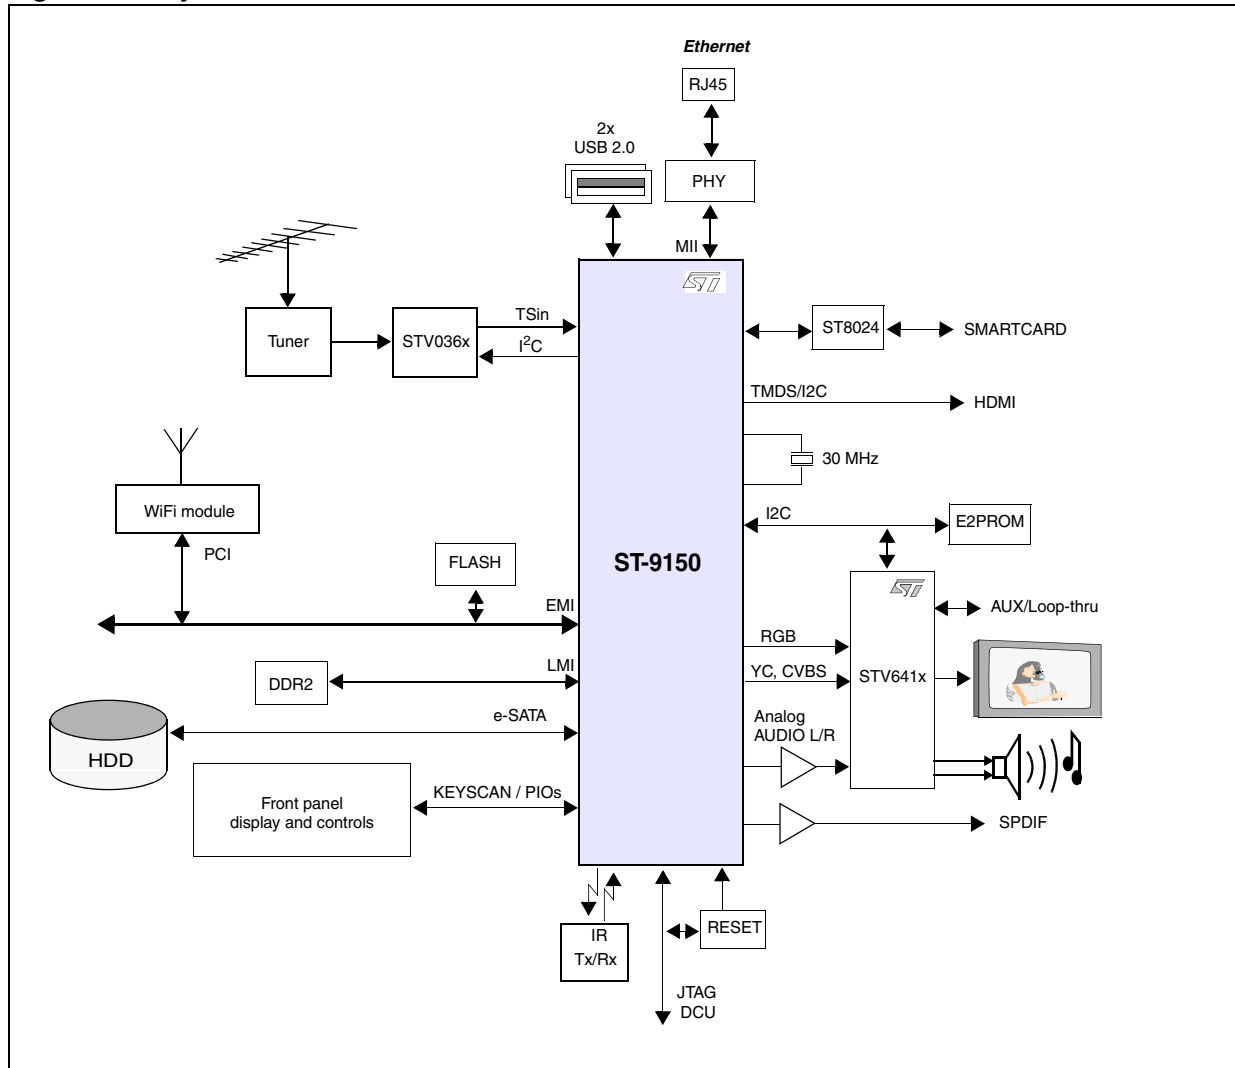 Ethernet
RJ45
2x
USB 2.0
PHY
MII
ST
TSin
Tuner
STV036x
I²C
ST8024
SMARTCARD
TMDS/I2C
HDMI
30 MHz
WiFi module
I2C
E2PROM
PCI
FLASH
ST-9150
ST
EMI
AUX/Loop-thru
RGB
LMI
YC, CVBS
STV641x
DDR2
e-SATA
Analog
AUDIO L/R
HDD
KEYSCAN / PIOs
Front panel
display and controls
SPDIF
IR
Tx/Rx
RESET
JTAG
DCU